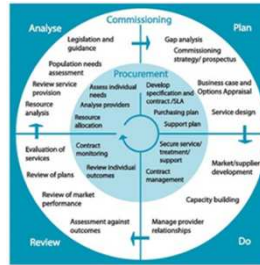 Commissioning
Analyse
Plan
Legislation and
guidance
Gap analysis
Commissioning
strategy/ prospectus
Population needs
assessment
Review service
provision
Resource
analysis
Business case and
Options Appraisal
Service design
Procurement
Assess individual
needs
Analyse providers
Resource
allocation
Develop
specification and
contract /SLA
Purchasing plan
Support plan
Contract
monitoring
Review individual
outcomes
Secure service/
treatment/
support
Contract
management
Evaluation of
services
Review of plans
Review of market
performance
Assessment against
outcomes
Market/supplier
development
Capacity building
Manage provider
relationships
Review
Do